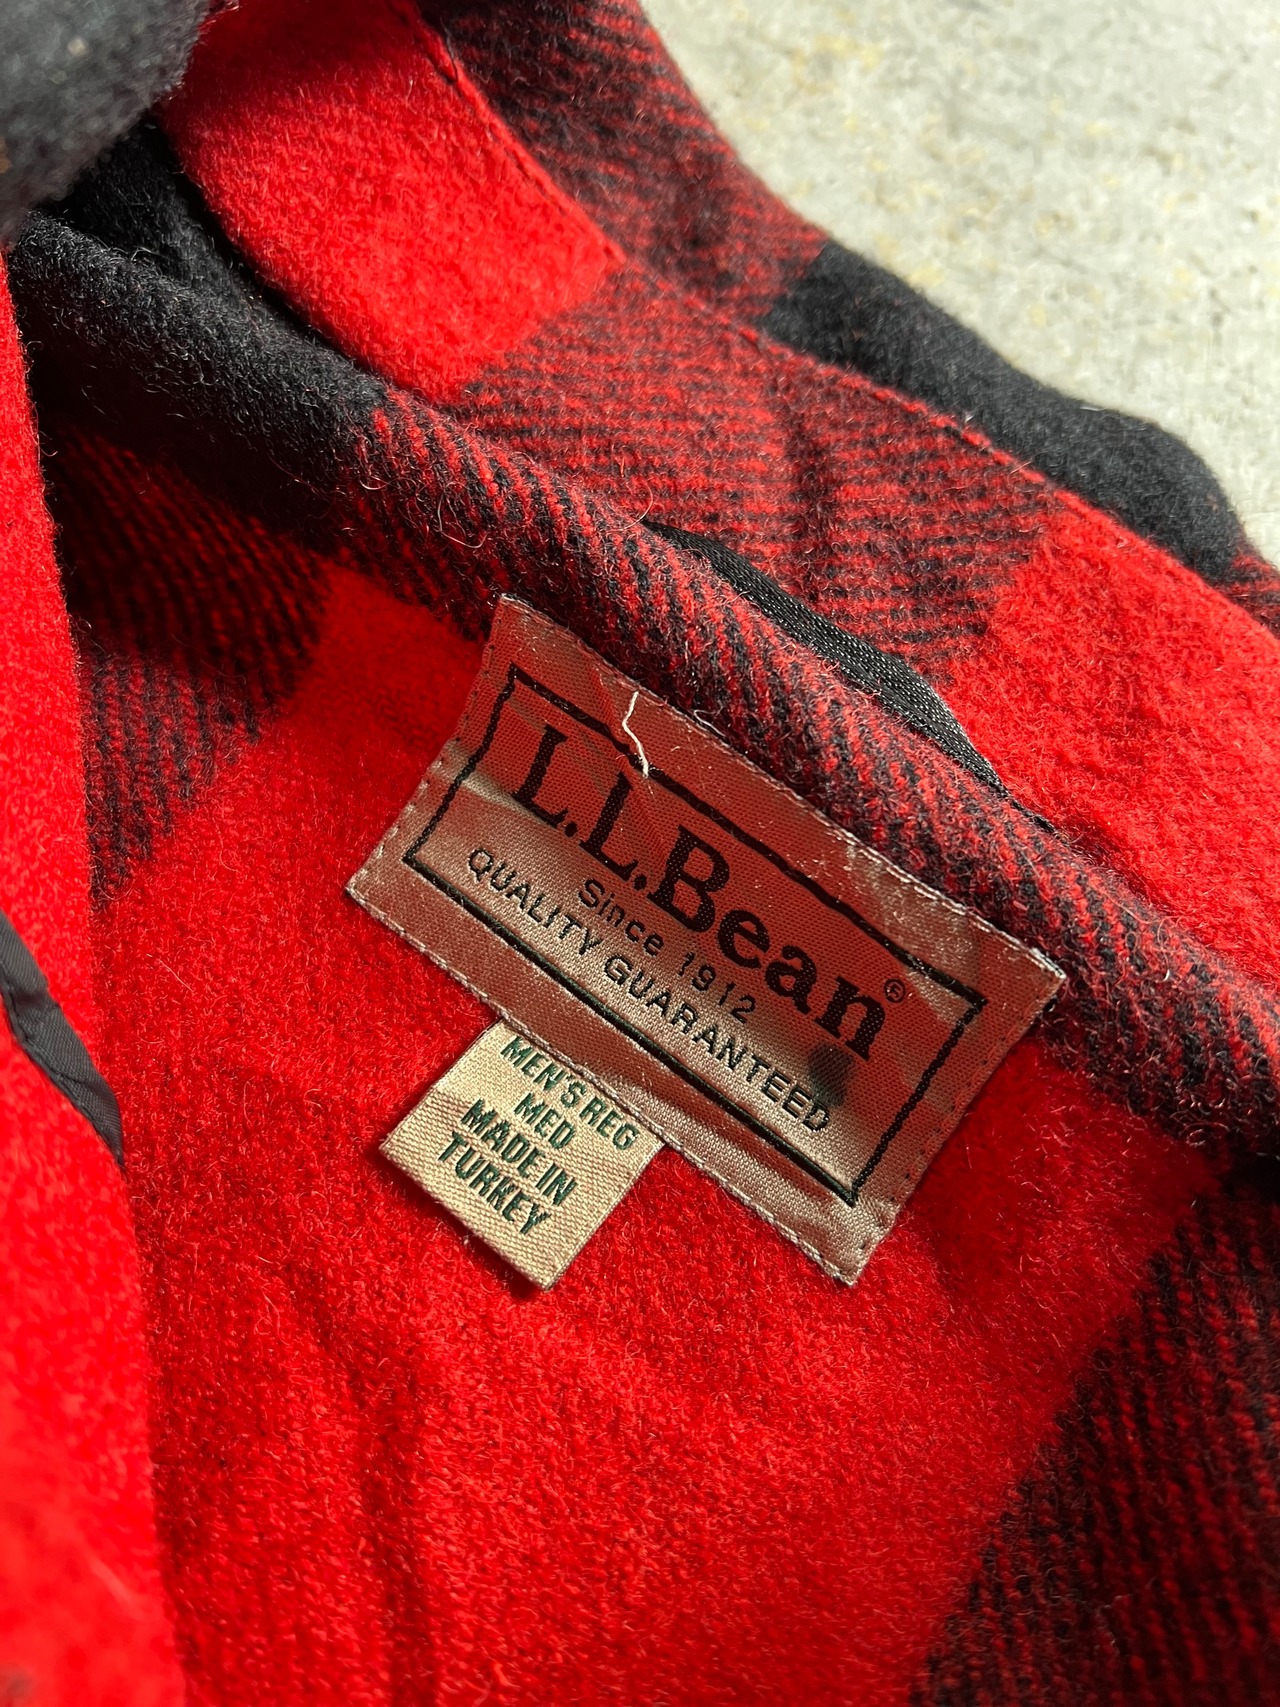 L.L.Bean®
Since 1912
QUALITY GUARANTEED
MEN'S REG
MED
MADE IN
TURKEY